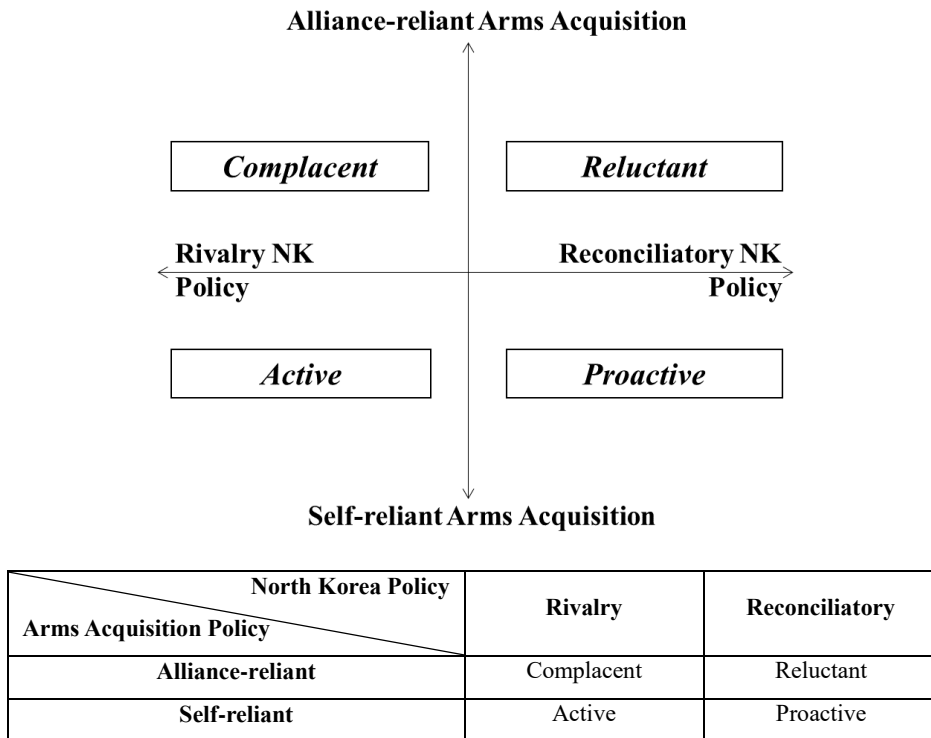 Alliance-reliant Arms Acquisition
Complacent
Reluctant
Rivalry NK
Policy
Reconciliatory NK
Policy
Active
Proactive
Self-reliant Arms Acquisition
North Korea Policy
Arms Acquisition Policy
Rivalry
Reconciliatory
Alliance-reliant
Complacent
Reluctant
Self-reliant
Active
Proactive